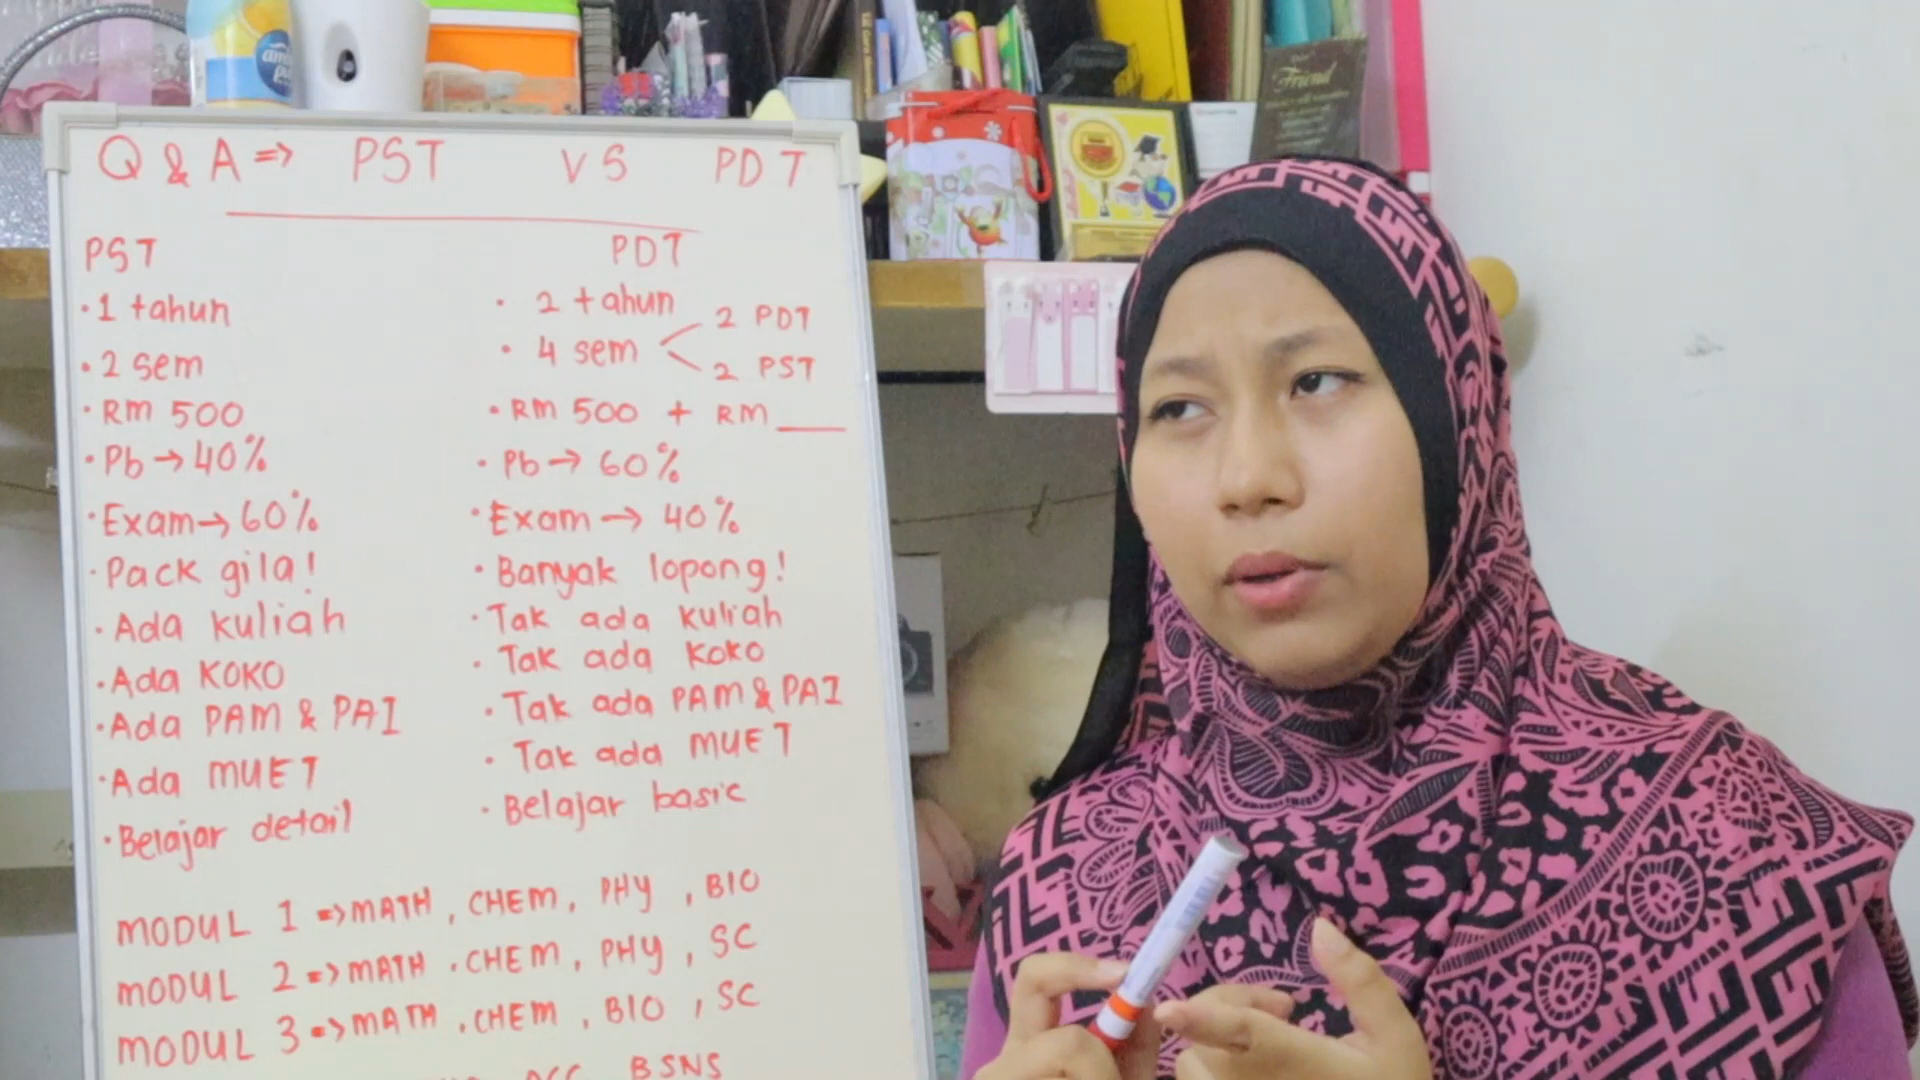 Q & A => PST VS PDT
PST
• 1 tahun
• 2 sem
• RM 500
• Pb → 40%
• Exam → 60%
• Pack gila!
• Ada kuliah
• Ada KOKO
• Ada PAM & PAI
• Ada MUET
• Belajar detail
PDT
• 2 tahun
• 4 sem < 2 PDT
2 PST
• RM 500 + RM ___
• Pb → 60%
• Exam → 40%
• Banyak lopong!
• Tak ada kuliah
• Tak ada KoKo
• Tak ada PAM & PAI
• Tak ada MUET
• Belajar basic
MODUL 1 => MATH, CHEM, PHY, BIO
MODUL 2 => MATH, CHEM, PHY, SC
MODUL 3 => MATH, CHEM, BIO, SC
BSNS
Friend